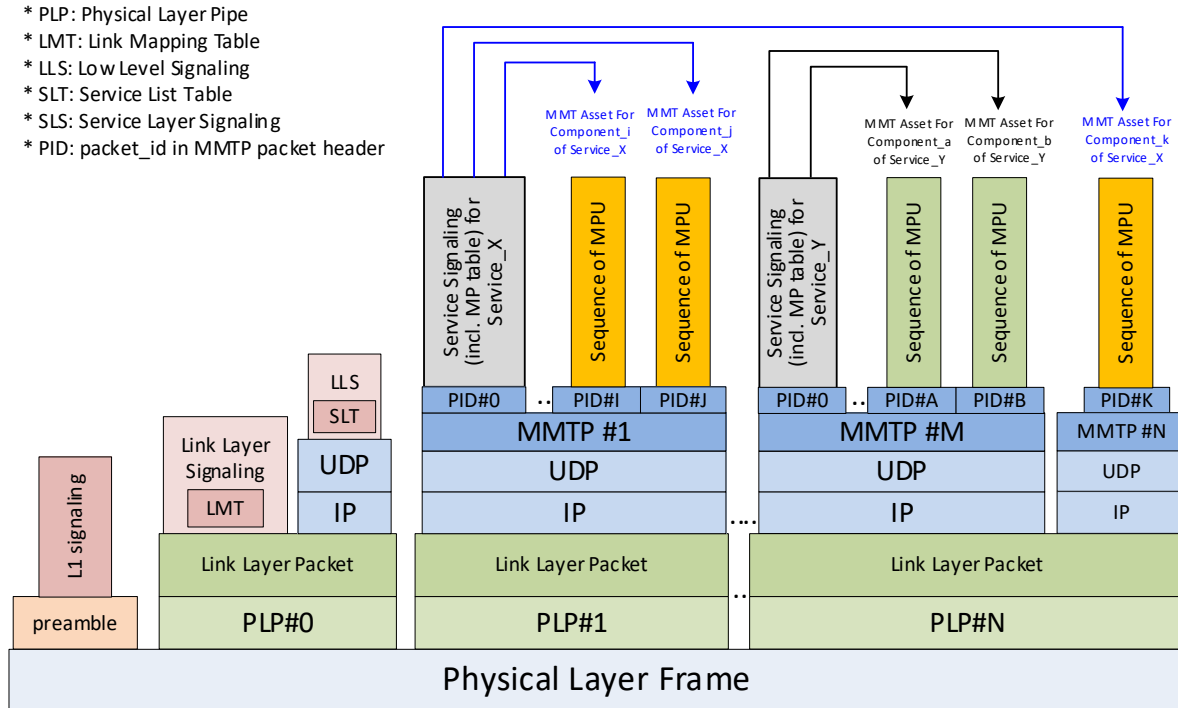 * PLP: Physical Layer Pipe
* LMT: Link Mapping Table
* LLS: Low Level Signaling
* SLT: Service List Table
* SLS: Service Layer Signaling
* PID: packet_id in MMTP packet header
MMT Asset For
Component_i
of Service_X
MMT Asset For
Component_j
of Service_X
MMT Asset For
Component_a
of Service_Y
MMT Asset For
Component_b
of Service_Y
MMT Asset For
Component_k
of Service_X
Service Signaling
(incl. MP table) for
Service_X
Sequence of MPU
Sequence of MPU
Service Signaling
(incl. MP table) for
Service_Y
Sequence of MPU
Sequence of MPU
Sequence of MPU
LLS
SLT
PID#0
..
PID#I
PID#J
PID#0
..
PID#A
PID#B
PID#K
MMTP #1
MMTP #M
MMTP #N
Link Layer
Signaling
LMT
UDP
UDP
UDP
UDP
IP
IP
....
IP
IP
L1 signaling
Link Layer Packet
Link Layer Packet
Link Layer Packet
..
preamble
PLP#0
PLP#1
PLP#N
Physical Layer Frame